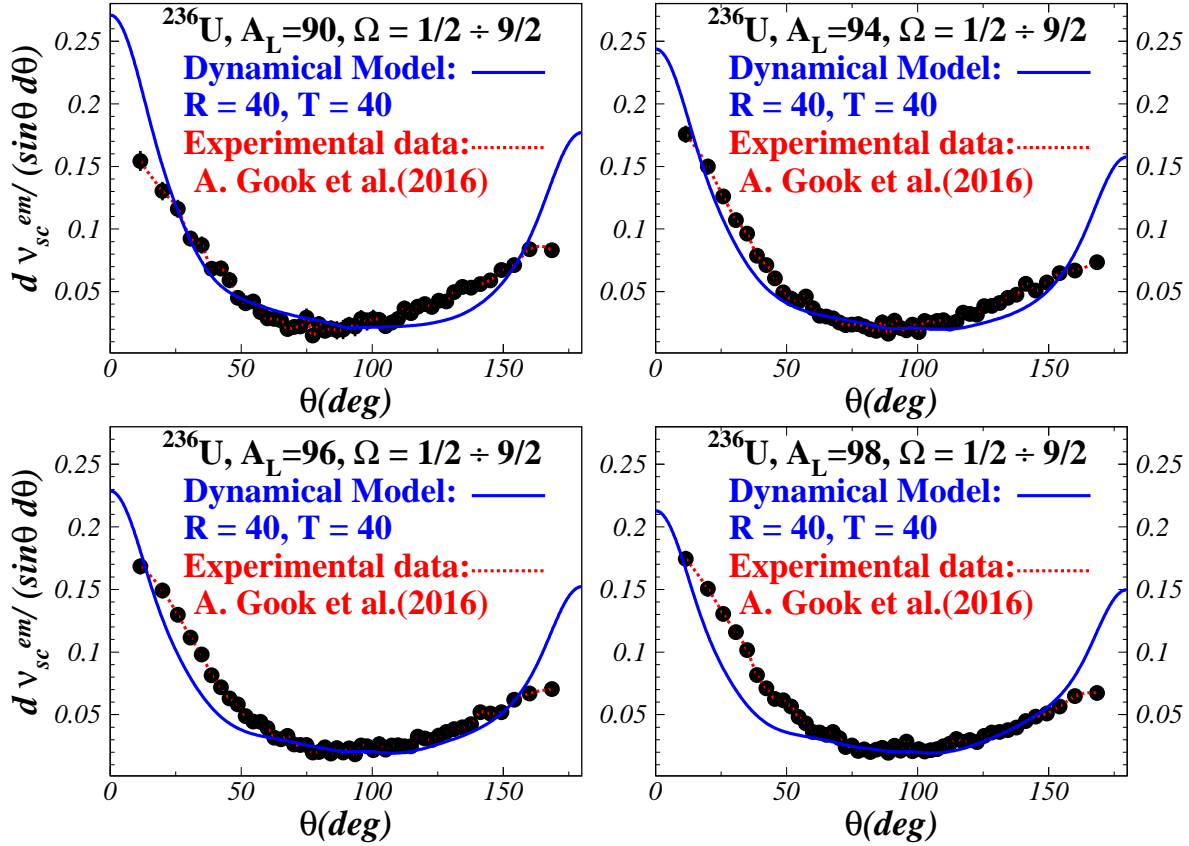 d ν_sc^em/ (sinθ dθ)
0.25
0.2
0.15
0.1
0.05
²³⁶U, A_L=90, Ω = 1/2 ÷ 9/2
Dynamical Model:
R = 40, T = 40
Experimental data:
A. Gook et al.(2016)
0 50 100 150
θ(deg)
²³⁶U, A_L=94, Ω = 1/2 ÷ 9/2
Dynamical Model:
R = 40, T = 40
Experimental data:
A. Gook et al.(2016)
0.25
0.2
0.15
0.1
0.05
0 50 100 150
θ(deg)
d ν_sc^em/ (sinθ dθ)
0.25
0.2
0.15
0.1
0.05
²³⁶U, A_L=96, Ω = 1/2 ÷ 9/2
Dynamical Model:
R = 40, T = 40
Experimental data:
A. Gook et al.(2016)
0 50 100 150
θ(deg)
²³⁶U, A_L=98, Ω = 1/2 ÷ 9/2
Dynamical Model:
R = 40, T = 40
Experimental data:
A. Gook et al.(2016)
0.25
0.2
0.15
0.1
0.05
0 50 100 150
θ(deg)